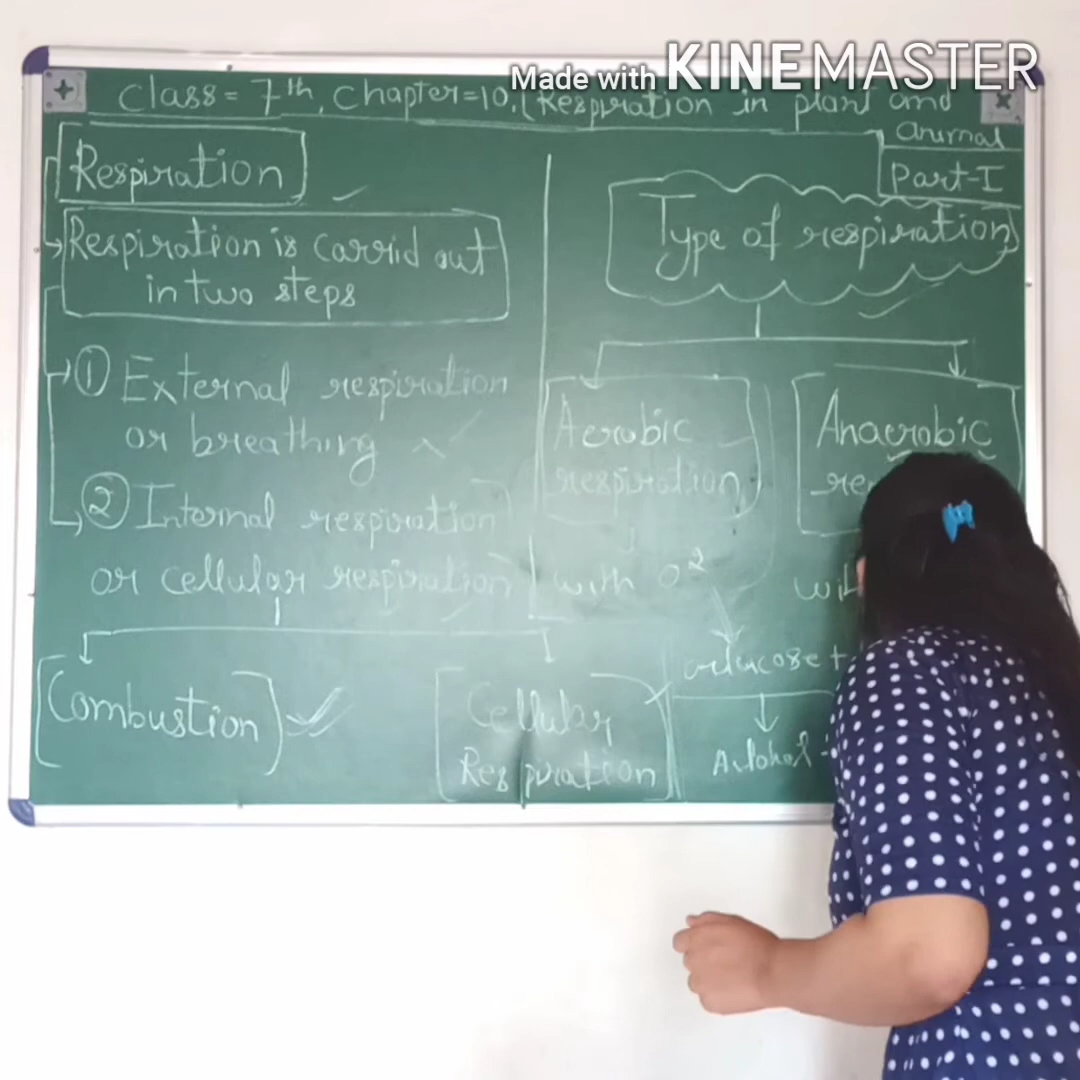 Made with KINEMASTER
Class = 7th, Chapter=10, (Respiration in plant and
animal
Part-I
Respiration
Respiration is carrid out
in two steps
① External respiration
or breathing
② Internal respiration
or cellular respiration
Combustion
Cellular
Respiration
Type of respiration
Aerobic
respiration
with o²
Anaerobic